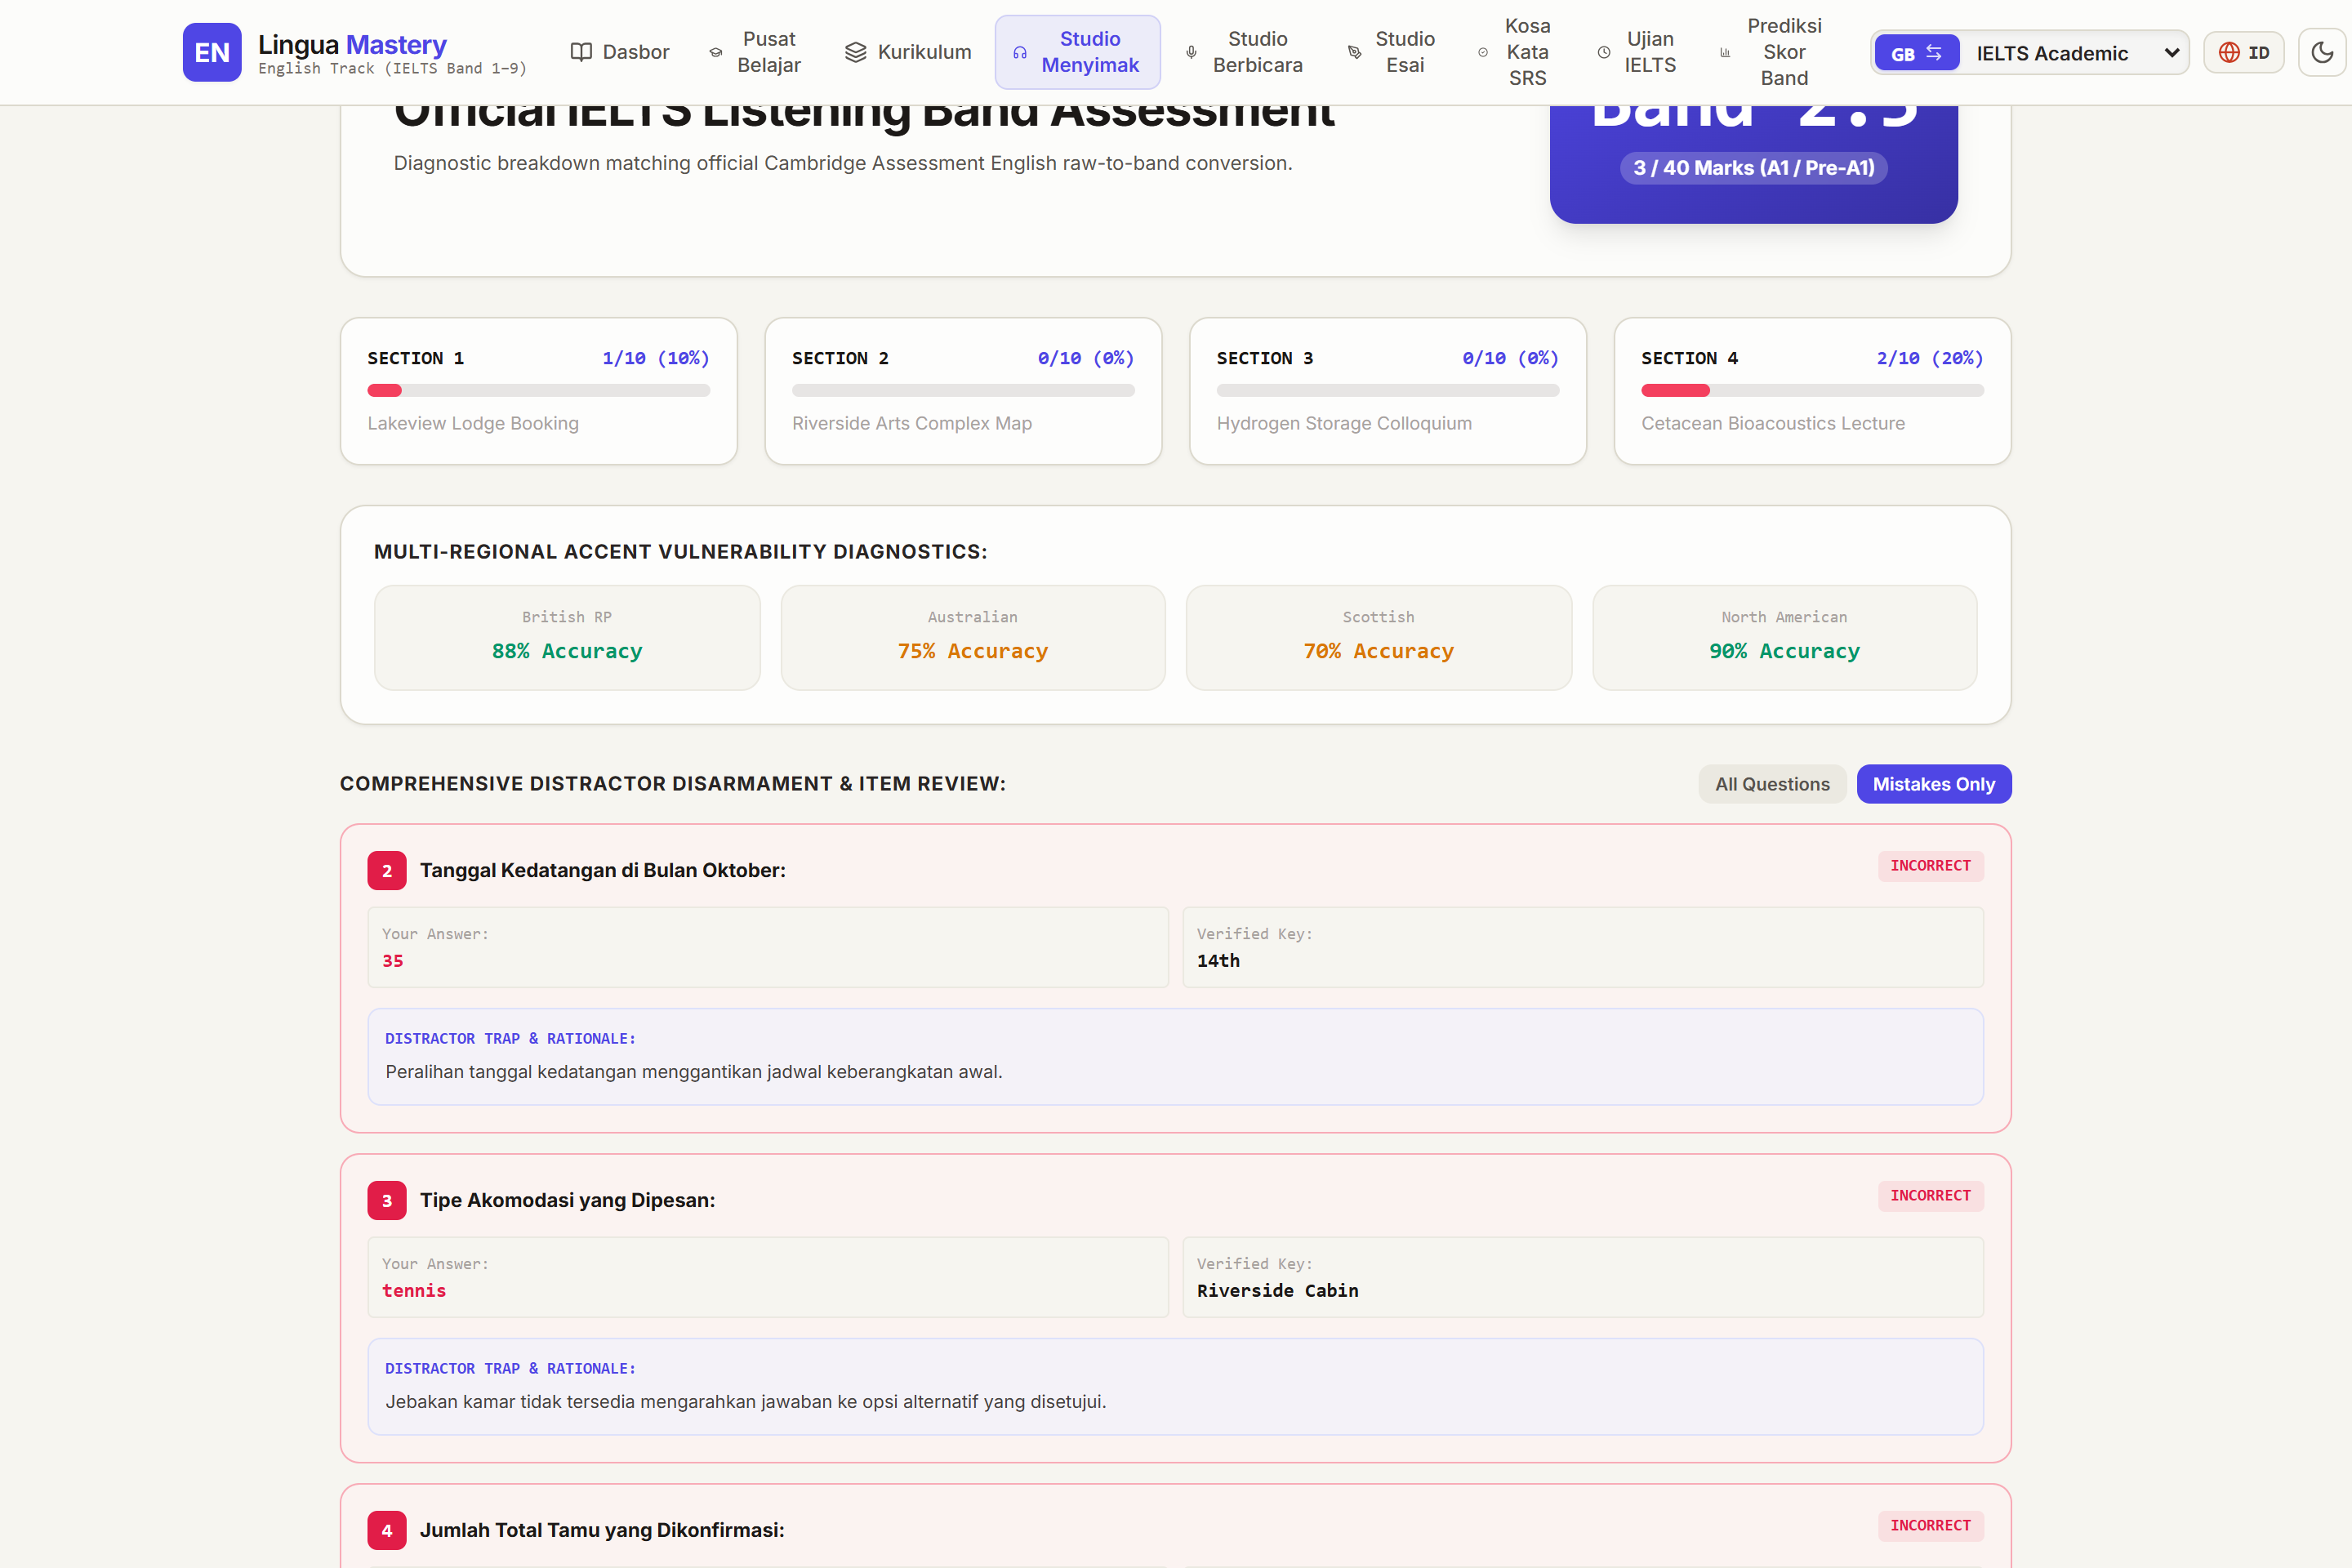 EN
Lingua Mastery
English Track (IELTS Band 1–9)
Dasbor
Pusat
Belajar
Kurikulum
Studio
Menyimak
Studio
Berbicara
Studio
Esai
Kosa
Kata
SRS
Ujian
IELTS
Prediksi
Skor
Band
GB
IELTS Academic
ID
Official IELTS Listening Band Assessment
Diagnostic breakdown matching official Cambridge Assessment English raw-to-band conversion.
Band 2.5
3 / 40 Marks (A1 / Pre-A1)
SECTION 1
1/10 (10%)
Lakeview Lodge Booking
SECTION 2
0/10 (0%)
Riverside Arts Complex Map
SECTION 3
0/10 (0%)
Hydrogen Storage Colloquium
SECTION 4
2/10 (20%)
Cetacean Bioacoustics Lecture
MULTI-REGIONAL ACCENT VULNERABILITY DIAGNOSTICS:
British RP
88% Accuracy
Australian
75% Accuracy
Scottish
70% Accuracy
North American
90% Accuracy
COMPREHENSIVE DISTRACTOR DISARMAMENT & ITEM REVIEW:
All Questions
Mistakes Only
2
Tanggal Kedatangan di Bulan Oktober:
INCORRECT
Your Answer:
35
Verified Key:
14th
DISTRACTOR TRAP & RATIONALE:
Peralihan tanggal kedatangan menggantikan jadwal keberangkatan awal.
3
Tipe Akomodasi yang Dipesan:
INCORRECT
Your Answer:
tennis
Verified Key:
Riverside Cabin
DISTRACTOR TRAP & RATIONALE:
Jebakan kamar tidak tersedia mengarahkan jawaban ke opsi alternatif yang disetujui.
4
Jumlah Total Tamu yang Dikonfirmasi:
INCORRECT